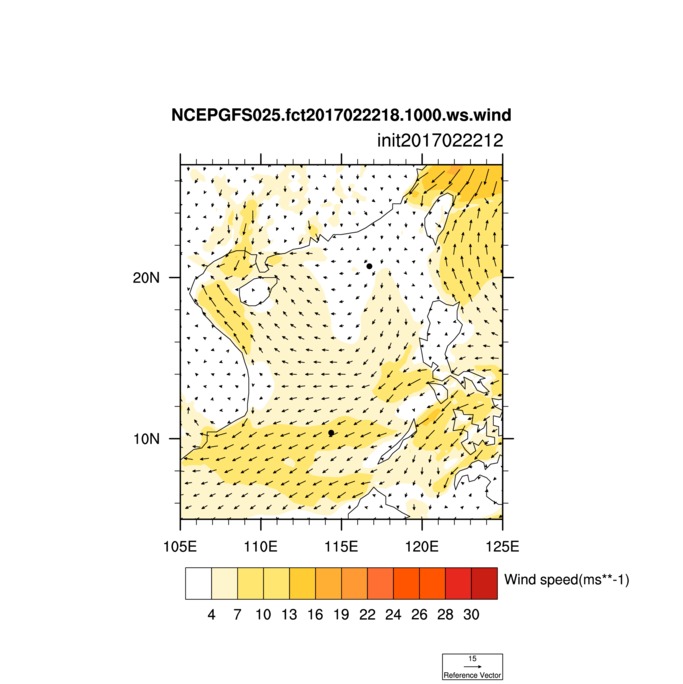 NCEPGFS025.fct2017022218.1000.ws.wind
init2017022212
20N
10N
105E 110E 115E 120E 125E
Wind speed(ms**-1)
4 7 10 13 16 19 22 24 26 28 30
15
Reference Vector